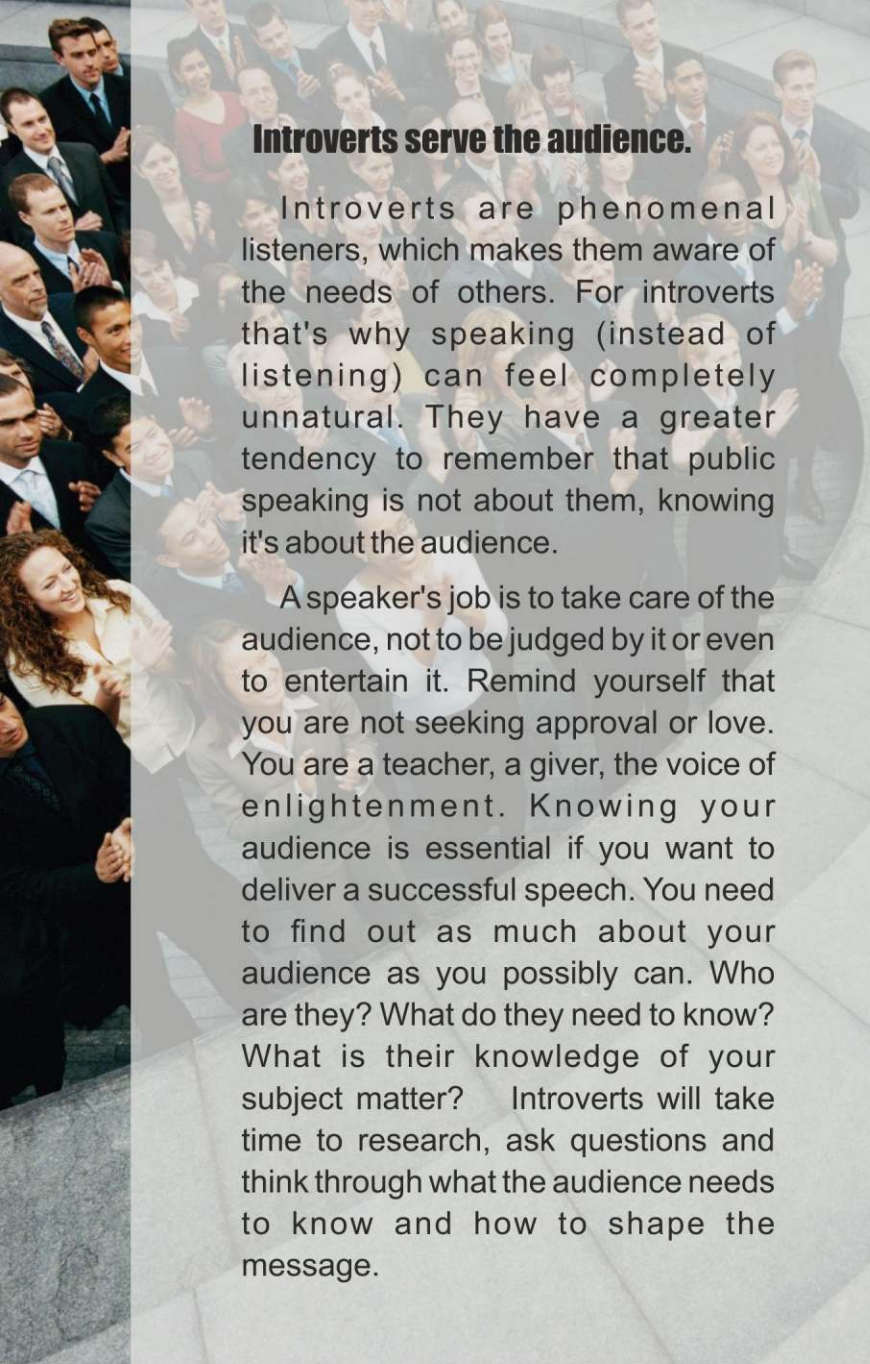 Introverts serve the audience.
Introverts are phenomenal
listeners, which makes them aware of
the needs of others. For introverts
that's why speaking (instead of
listening) can feel completely
unnatural. They have a greater
tendency to remember that public
speaking is not about them, knowing
it's about the audience.
A speaker's job is to take care of the
audience, not to be judged by it or even
to entertain it. Remind yourself that
you are not seeking approval or love.
You are a teacher, a giver, the voice of
enlightenment. Knowing your
audience is essential if you want to
deliver a successful speech. You need
to find out as much about your
audience as you possibly can. Who
are they? What do they need to know?
What is their knowledge of your
subject matter? Introverts will take
time to research, ask questions and
think through what the audience needs
to know and how to shape the
message.